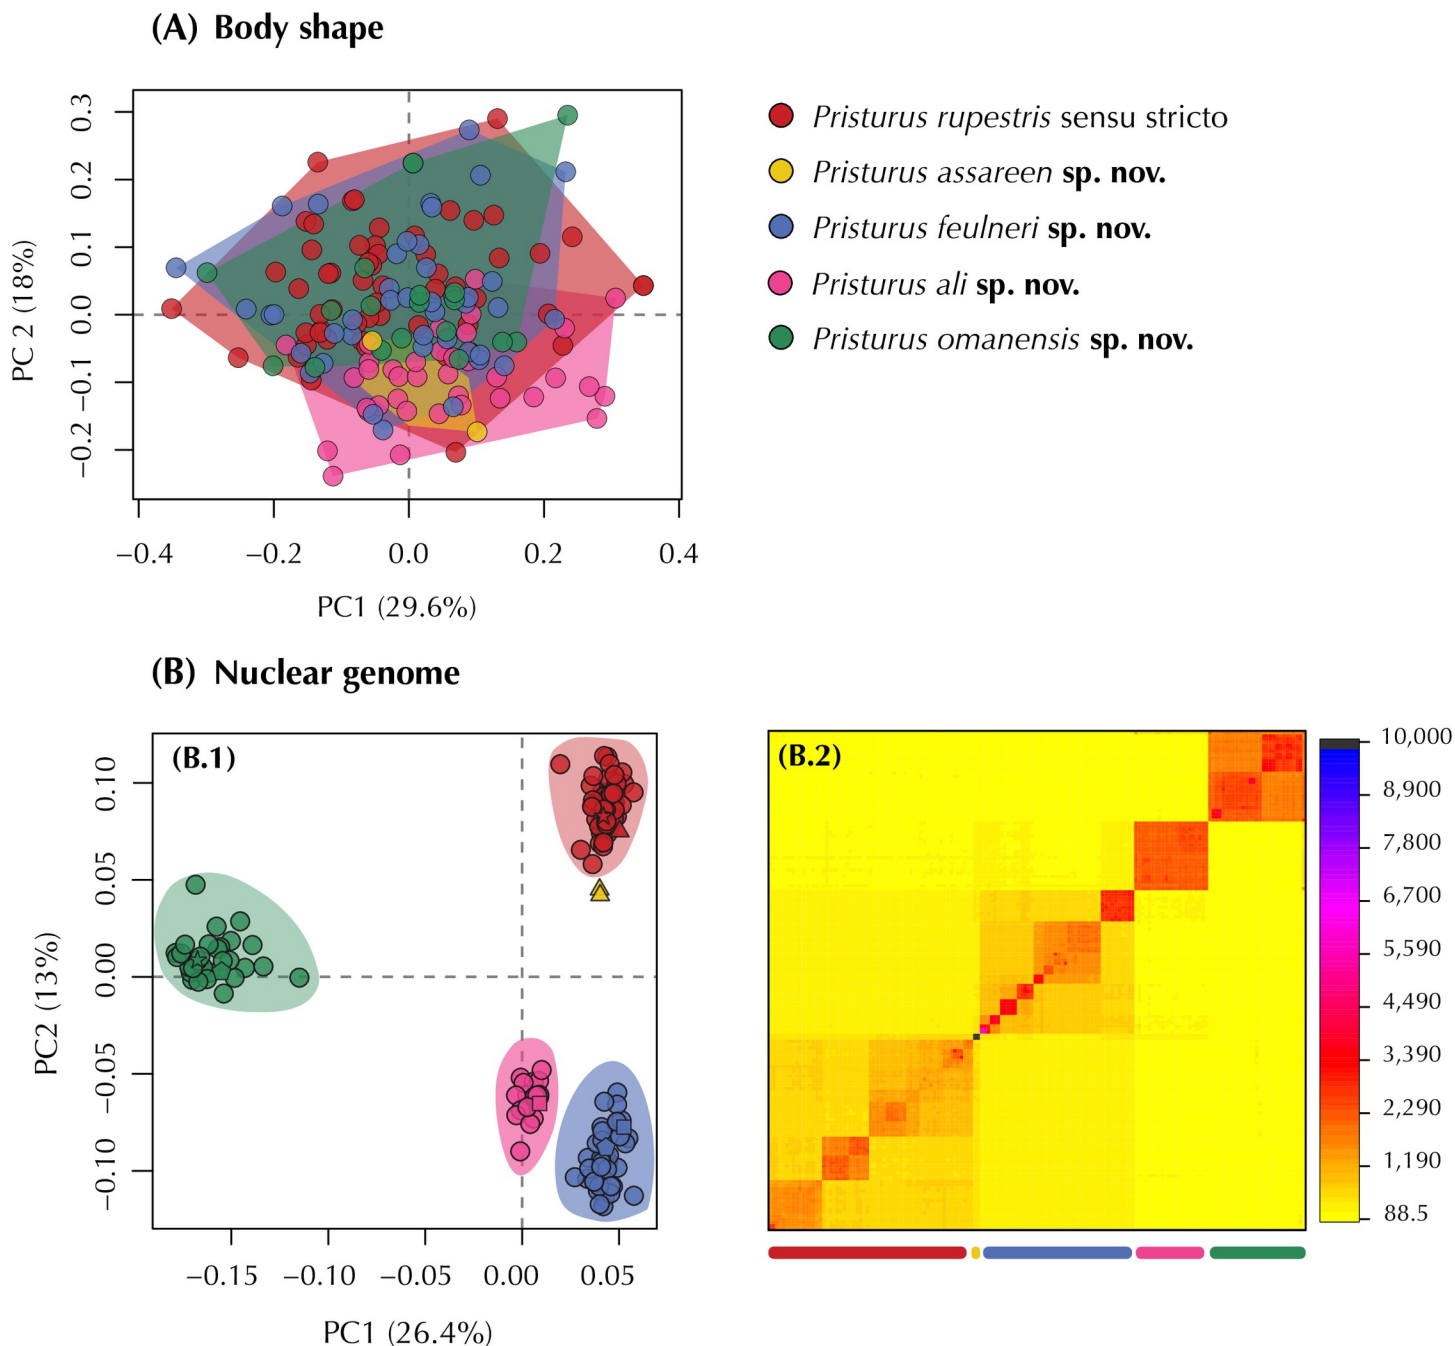 (A) Body shape
0.3
0.2
0.1
0.0
−0.1
−0.2
PC 2 (18%)
−0.4
−0.2
0.0
0.2
0.4
PC1 (29.6%)
Pristurus rupestris sensu stricto
Pristurus assareen sp. nov.
Pristurus feulneri sp. nov.
Pristurus ali sp. nov.
Pristurus omanensis sp. nov.
(B) Nuclear genome
(B.1)
0.10
0.05
0.00
−0.05
−0.10
PC2 (13%)
−0.15
−0.10
−0.05
0.00
0.05
PC1 (26.4%)
(B.2)
10,000
8,900
7,800
6,700
5,590
4,490
3,390
2,290
1,190
88.5